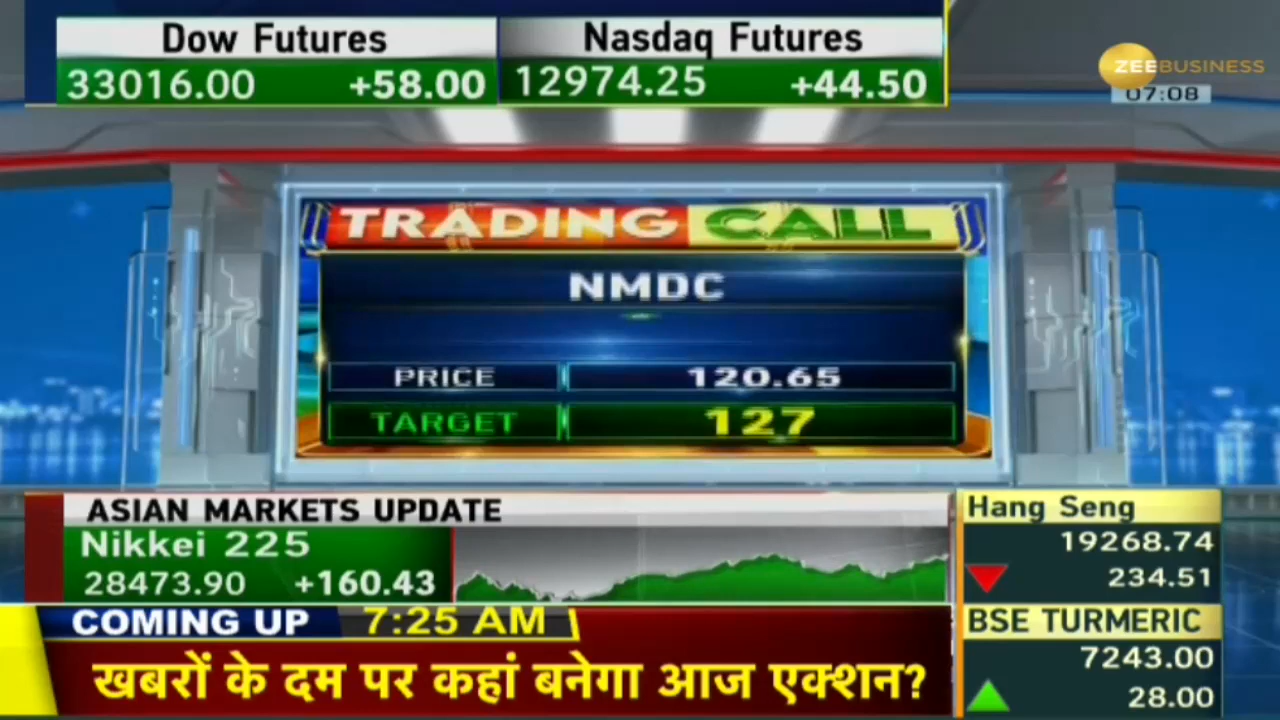 Dow Futures
33016.00 +58.00
Nasdaq Futures
12974.25 +44.50
ZEEBUSINESS
07:08
TRADING CALL
NMDC
PRICE 120.65
TARGET 127
ASIAN MARKETS UPDATE
Nikkei 225
28473.90 +160.43
Hang Seng
19268.74
234.51
COMING UP 7:25 AM
खबरों के दम पर कहां बनेगा आज एक्शन?
BSE TURMERIC
7243.00
28.00